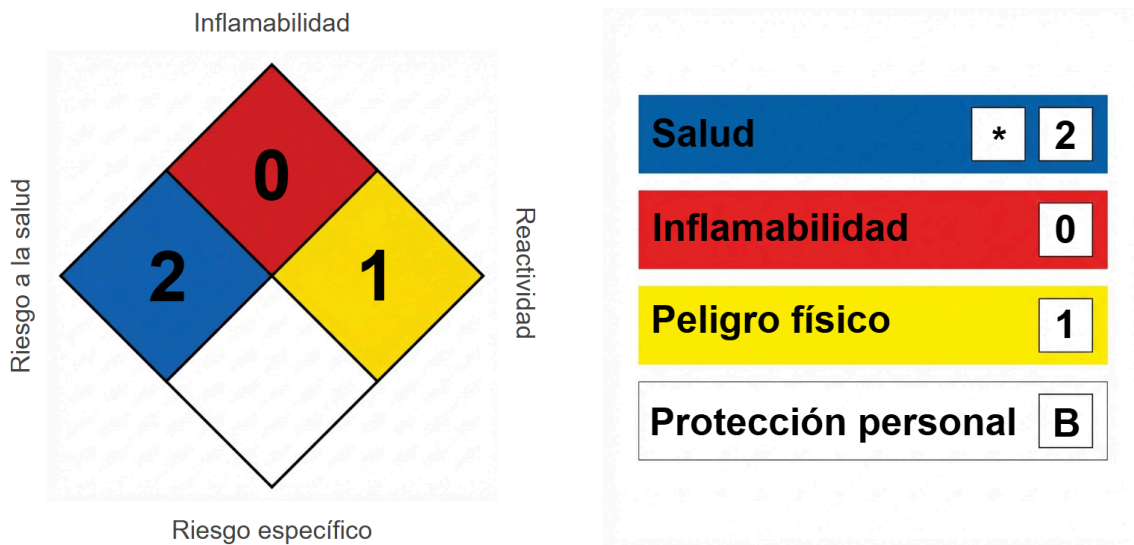 Inflamabilidad
0
Riesgo a la salud
2
1
Reactividad
Riesgo específico
Salud * 2
Inflamabilidad 0
Peligro físico 1
Protección personal B